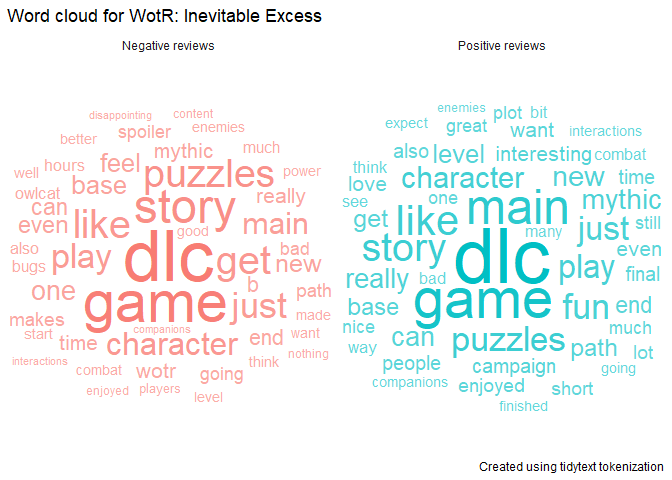 Word cloud for WotR: Inevitable Excess
Negative reviews
disappointing content
better spoiler enemies
mythic much
well hours feel puzzles power
owlcat base story really
can like main
even good
also play dlc get bad
bugs new
one game just b path
makes made
start companions want
time character end nothing
interactions combat wotr going think
enjoyed players level
Positive reviews
enemies plot bit
expect great want interactions
also level interesting combat
think character new time
love one main mythic
see get like many just still
story dlc even
really bad play final
base game fun end
nice can puzzles much
way path lot
people campaign going
companions enjoyed short
finished
Created using tidytext tokenization